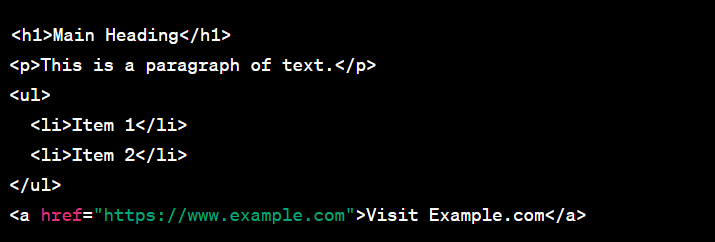 <h1>Main Heading</h1>
<p>This is a paragraph of text.</p>
<ul>
  <li>Item 1</li>
  <li>Item 2</li>
</ul>
<a href="https://www.example.com">Visit Example.com</a>